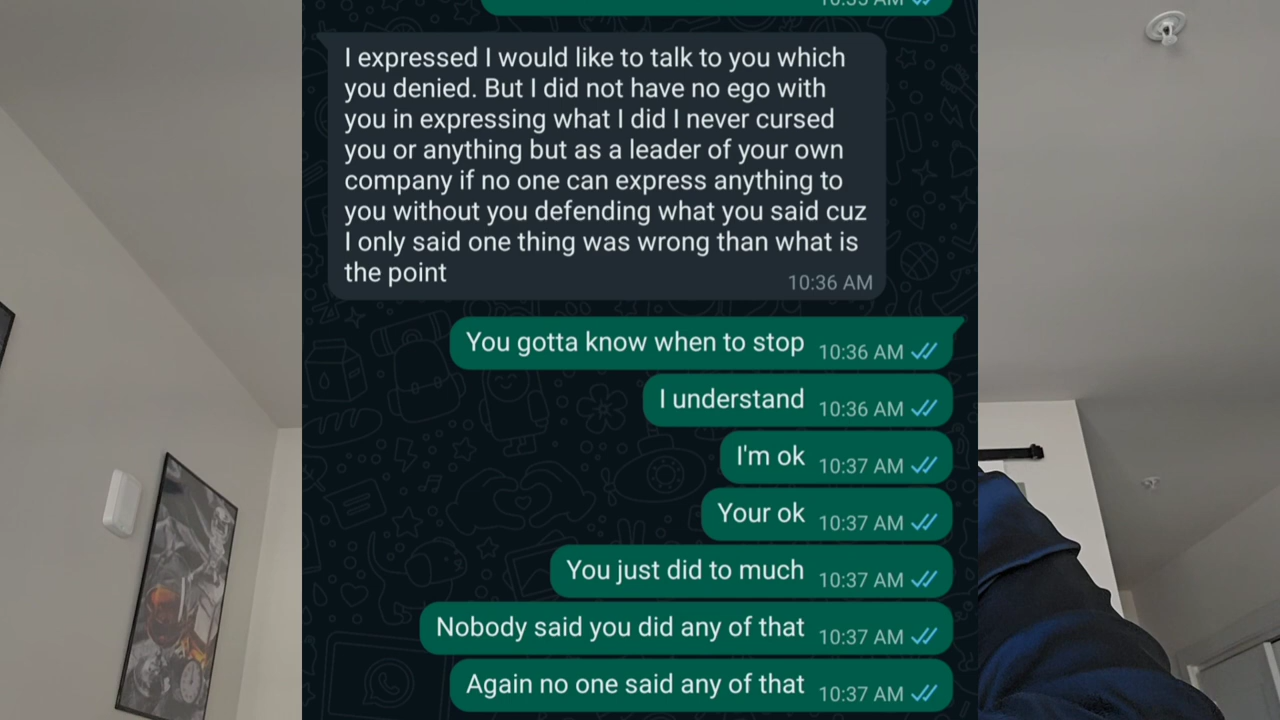 10:35 AM
I expressed I would like to talk to you which
you denied. But I did not have no ego with
you in expressing what I did I never cursed
you or anything but as a leader of your own
company if no one can express anything to
you without you defending what you said cuz
I only said one thing was wrong than what is
the point
10:36 AM
You gotta know when to stop 10:36 AM
I understand 10:36 AM
I'm ok 10:37 AM
Your ok 10:37 AM
You just did to much 10:37 AM
Nobody said you did any of that 10:37 AM
Again no one said any of that 10:37 AM